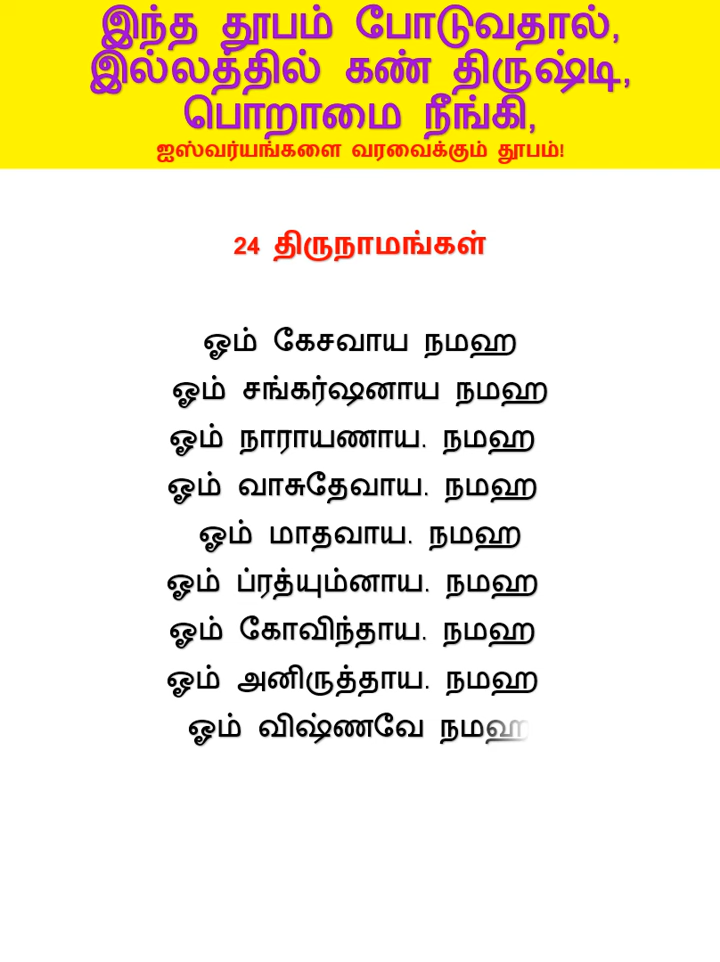 இந்த தூபம் போடுவதால்,
இல்லத்தில் கண் திருஷ்டி,
பொறாமை நீங்கி,
ஐஸ்வர்யங்களை வரவைக்கும் தூபம்!
24 திருநாமங்கள்
ஓம் கேசவாய நமஹ
ஓம் சங்கர்ஷனாய நமஹ
ஓம் நாராயணாய. நமஹ
ஓம் வாசுதேவாய. நமஹ
ஓம் மாதவாய. நமஹ
ஓம் ப்ரத்யும்னாய. நமஹ
ஓம் கோவிந்தாய. நமஹ
ஓம் அனிருத்தாய. நமஹ
ஓம் விஷ்ணவே நமஹ